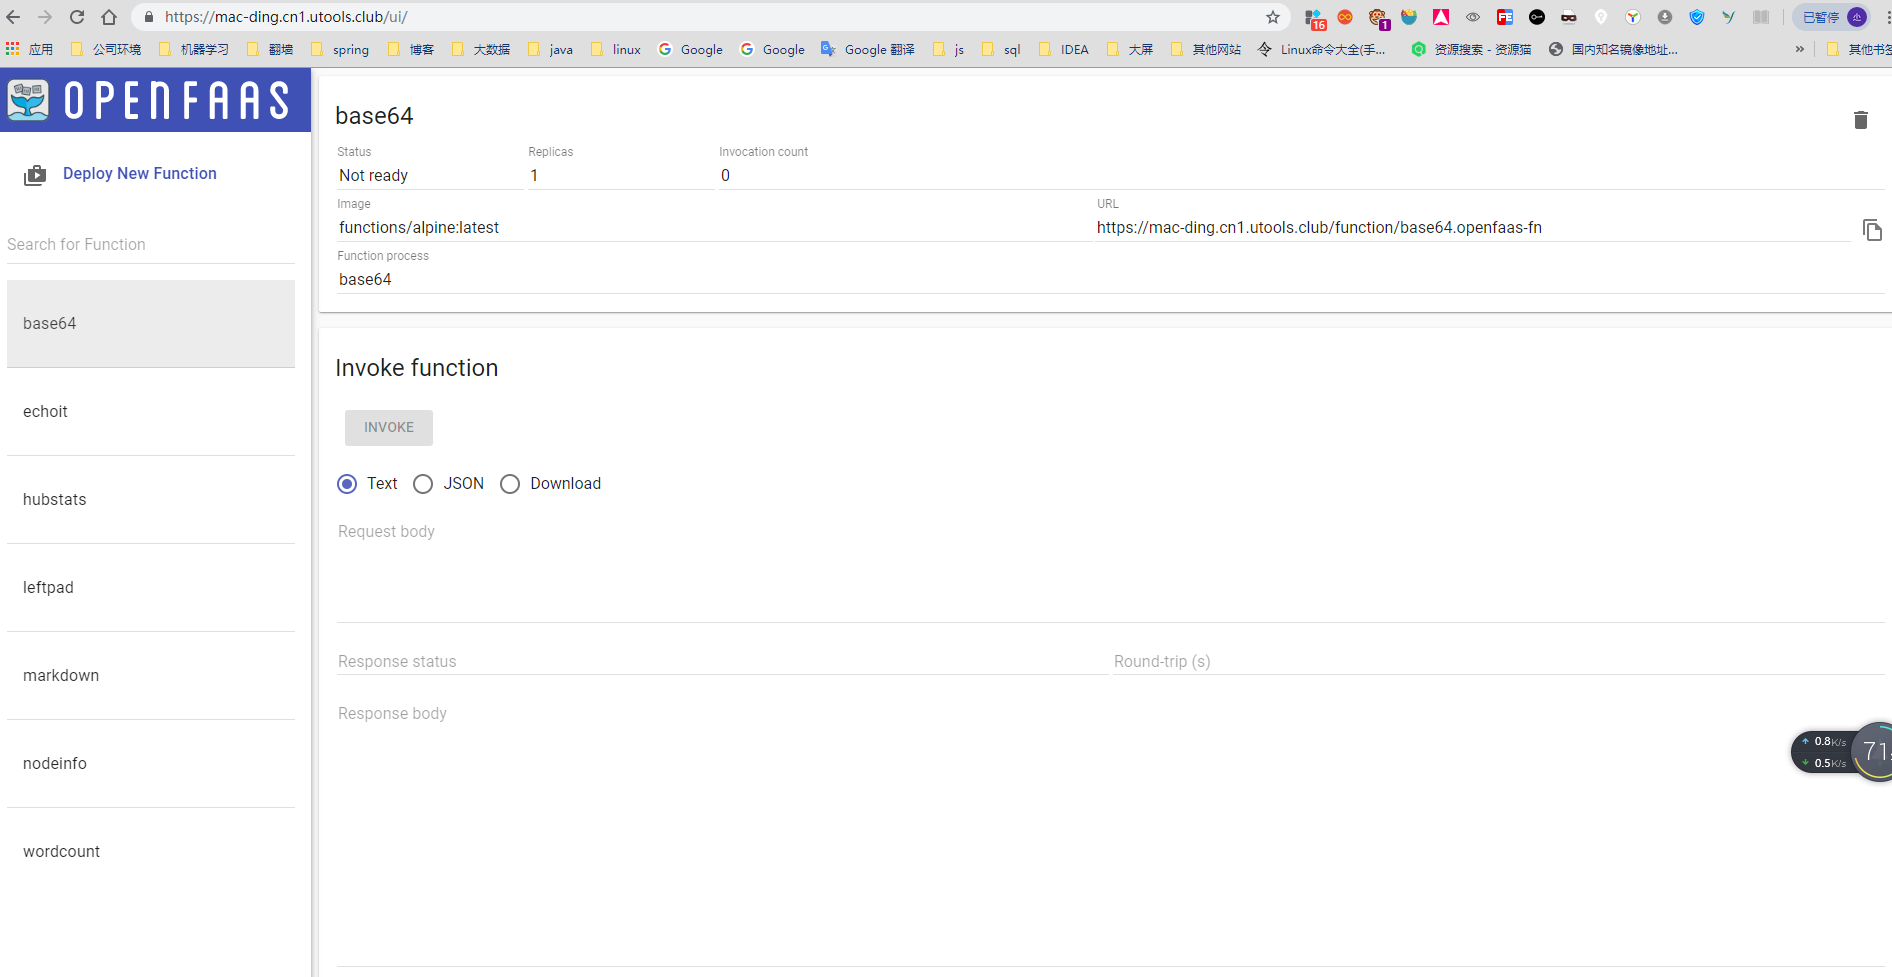 https://mac-ding.cn1.utools.club/ui/
16
FE
1
已暂停
应用 公司环境 机器学习 翻墙 spring 博客 大数据 java linux Google Google Google 翻译 js sql IDEA 大屏 其他网站 Linux命令大全(手... 资源搜索 - 资源猫 国内知名镜像地址... » 其他书签
OPENFAAS
Deploy New Function
Search for Function
base64
echoit
hubstats
leftpad
markdown
nodeinfo
wordcount
base64
Status Replicas Invocation count
Not ready 1 0
Image URL
functions/alpine:latest https://mac-ding.cn1.utools.club/function/base64.openfaas-fn
Function process
base64
Invoke function
INVOKE
Text JSON Download
Request body
Response status Round-trip (s)
Response body
0.8K/s
0.5K/s
71